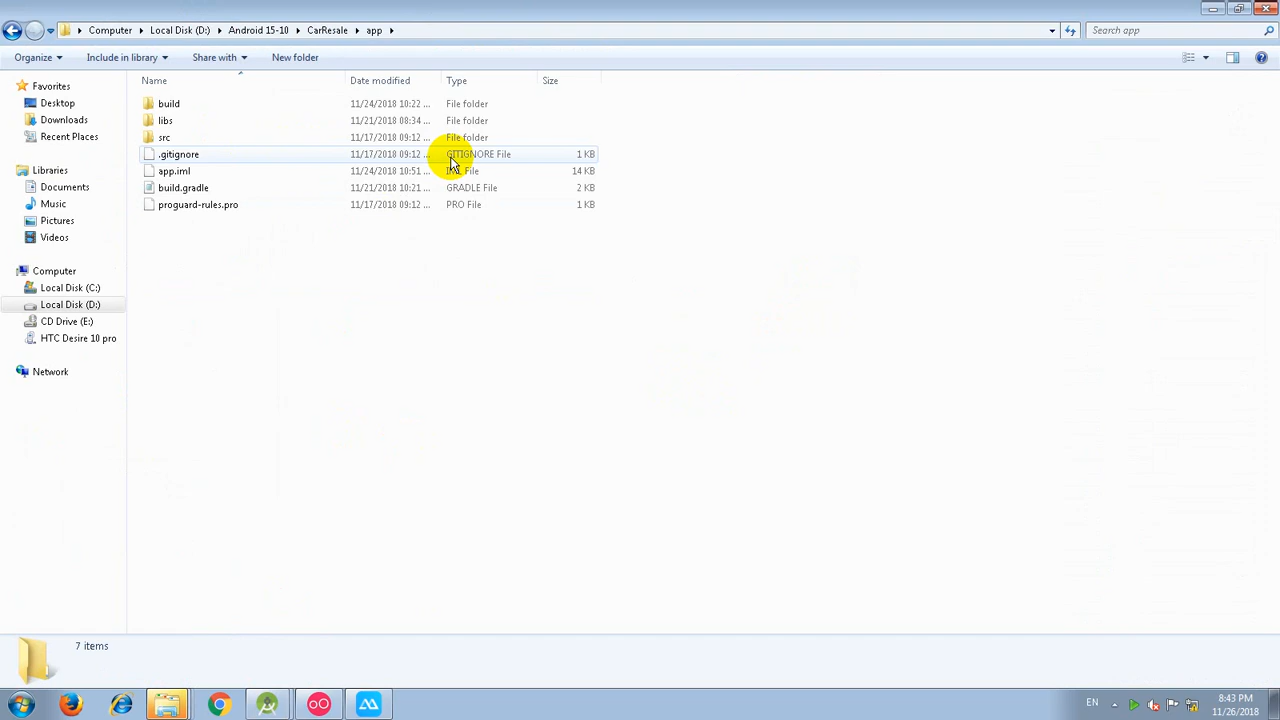 Computer Local Disk (D:) Android 15-10 CarResale app Search app
Organize Include in library Share with New folder
Name Date modified Type Size
build 11/24/2018 10:22 ... File folder
libs 11/21/2018 08:34 ... File folder
src 11/17/2018 09:12 ... File folder
.gitignore 11/17/2018 09:12 ... GITIGNORE File 1 KB
app.iml 11/24/2018 10:51 ... IML File 14 KB
build.gradle 11/21/2018 10:21 ... GRADLE File 2 KB
proguard-rules.pro 11/17/2018 09:12 ... PRO File 1 KB
Favorites
Desktop
Downloads
Recent Places
Libraries
Documents
Music
Pictures
Videos
Computer
Local Disk (C:)
Local Disk (D:)
CD Drive (E:)
HTC Desire 10 pro
Network
7 items
EN 8:43 PM
11/26/2018